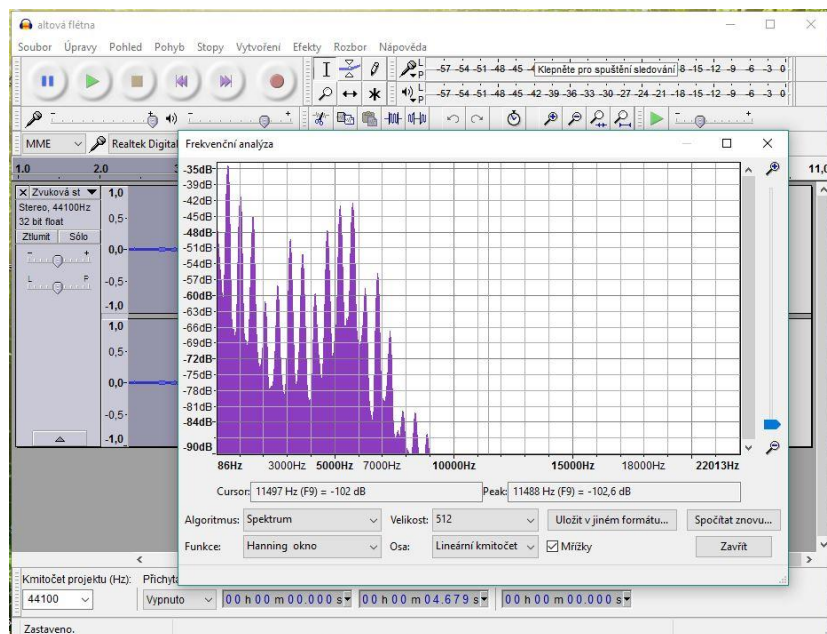 altová flétna
Soubor Úpravy Pohled Pohyb Stopy Vytvoření Efekty Rozbor Nápověda
L P -57 -54 -51 -48 -45 Klepněte pro spuštění sledování 8 -15 -12 -9 -6 -3 0
L P -57 -54 -51 -48 -45 -42 -39 -36 -33 -30 -27 -24 -21 -18 -15 -12 -9 -6 -3 0
- + - + - +
MME Realtek Digital
Frekvenční analýza
1.0 2.0 11,0
Zvuková st
Stereo, 44100Hz
32 bit float
Ztlumit Sólo
- +
L P
1,0
0,5-
0,0-
-0,5-
-1,0
1,0
0,5-
0,0-
-0,5-
-1,0
-35dB
-39dB
-42dB
-45dB
-48dB
-51dB
-54dB
-57dB
-60dB
-63dB
-66dB
-69dB
-72dB
-75dB
-78dB
-81dB
-84dB
-90dB
86Hz 3000Hz 5000Hz 7000Hz 10000Hz 15000Hz 18000Hz 22013Hz
Cursor: 11497 Hz (F9) = -102 dB Peak: 11488 Hz (F9) = -102,6 dB
Algoritmus: Spektrum Velikost: 512 Uložit v jiném formátu... Spočítat znovu...
Funkce: Hanning okno Osa: Lineární kmitočet Mřížky Zavřít
Kmitočet projektu (Hz): Přichyta
44100 Vypnuto 00 h 00 m 00.000 s 00 h 00 m 04.679 s 00 h 00 m 00.000 s
Zastaveno.